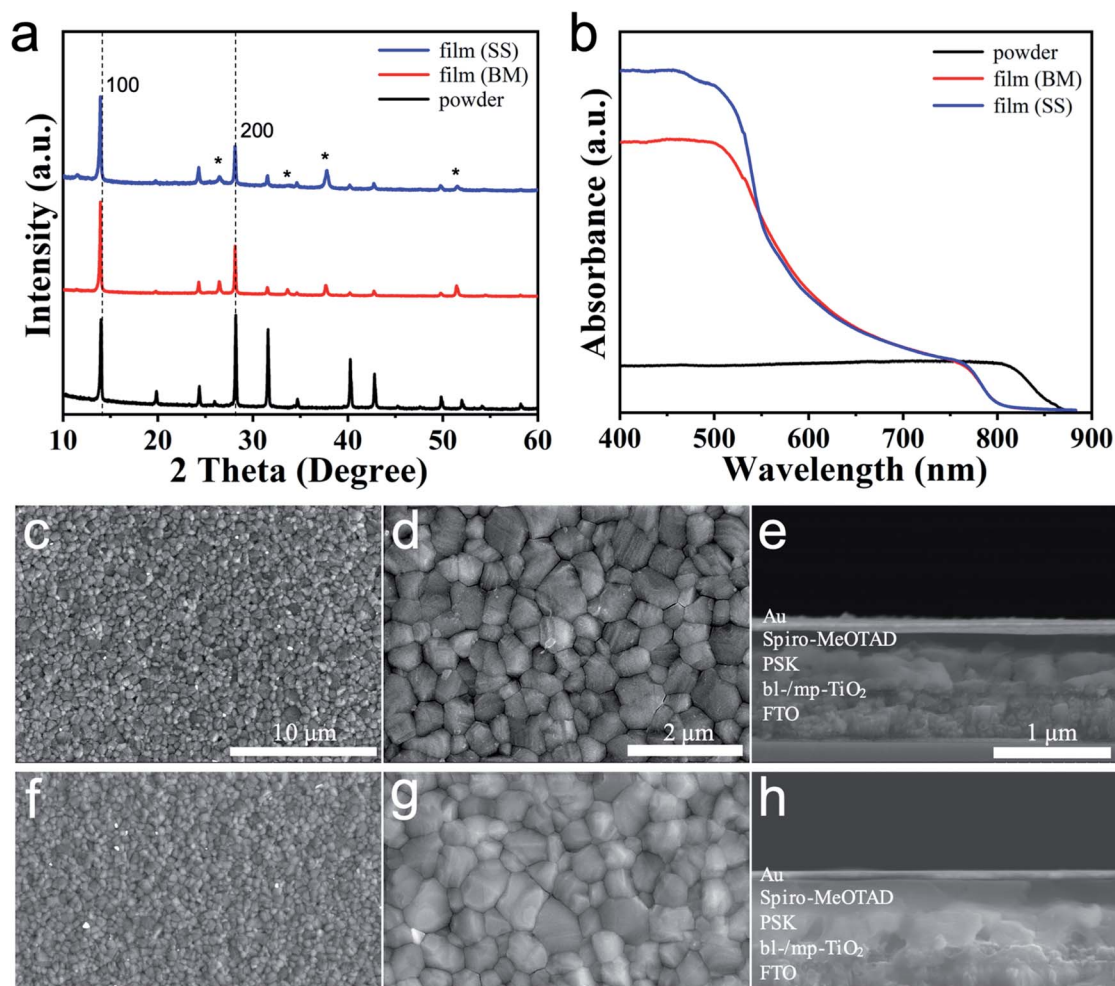 a
Intensity (a.u.)
2 Theta (Degree)
10 20 30 40 50 60
film (SS)
film (BM)
powder
100
200
*
*
*
*
b
Absorbance (a.u.)
Wavelength (nm)
400 500 600 700 800 900
powder
film (BM)
film (SS)
c
10 μm
d
2 μm
e
Au
Spiro-MeOTAD
PSK
bl-/mp-TiO₂
FTO
1 μm
f
g
h
Au
Spiro-MeOTAD
PSK
bl-/mp-TiO₂
FTO